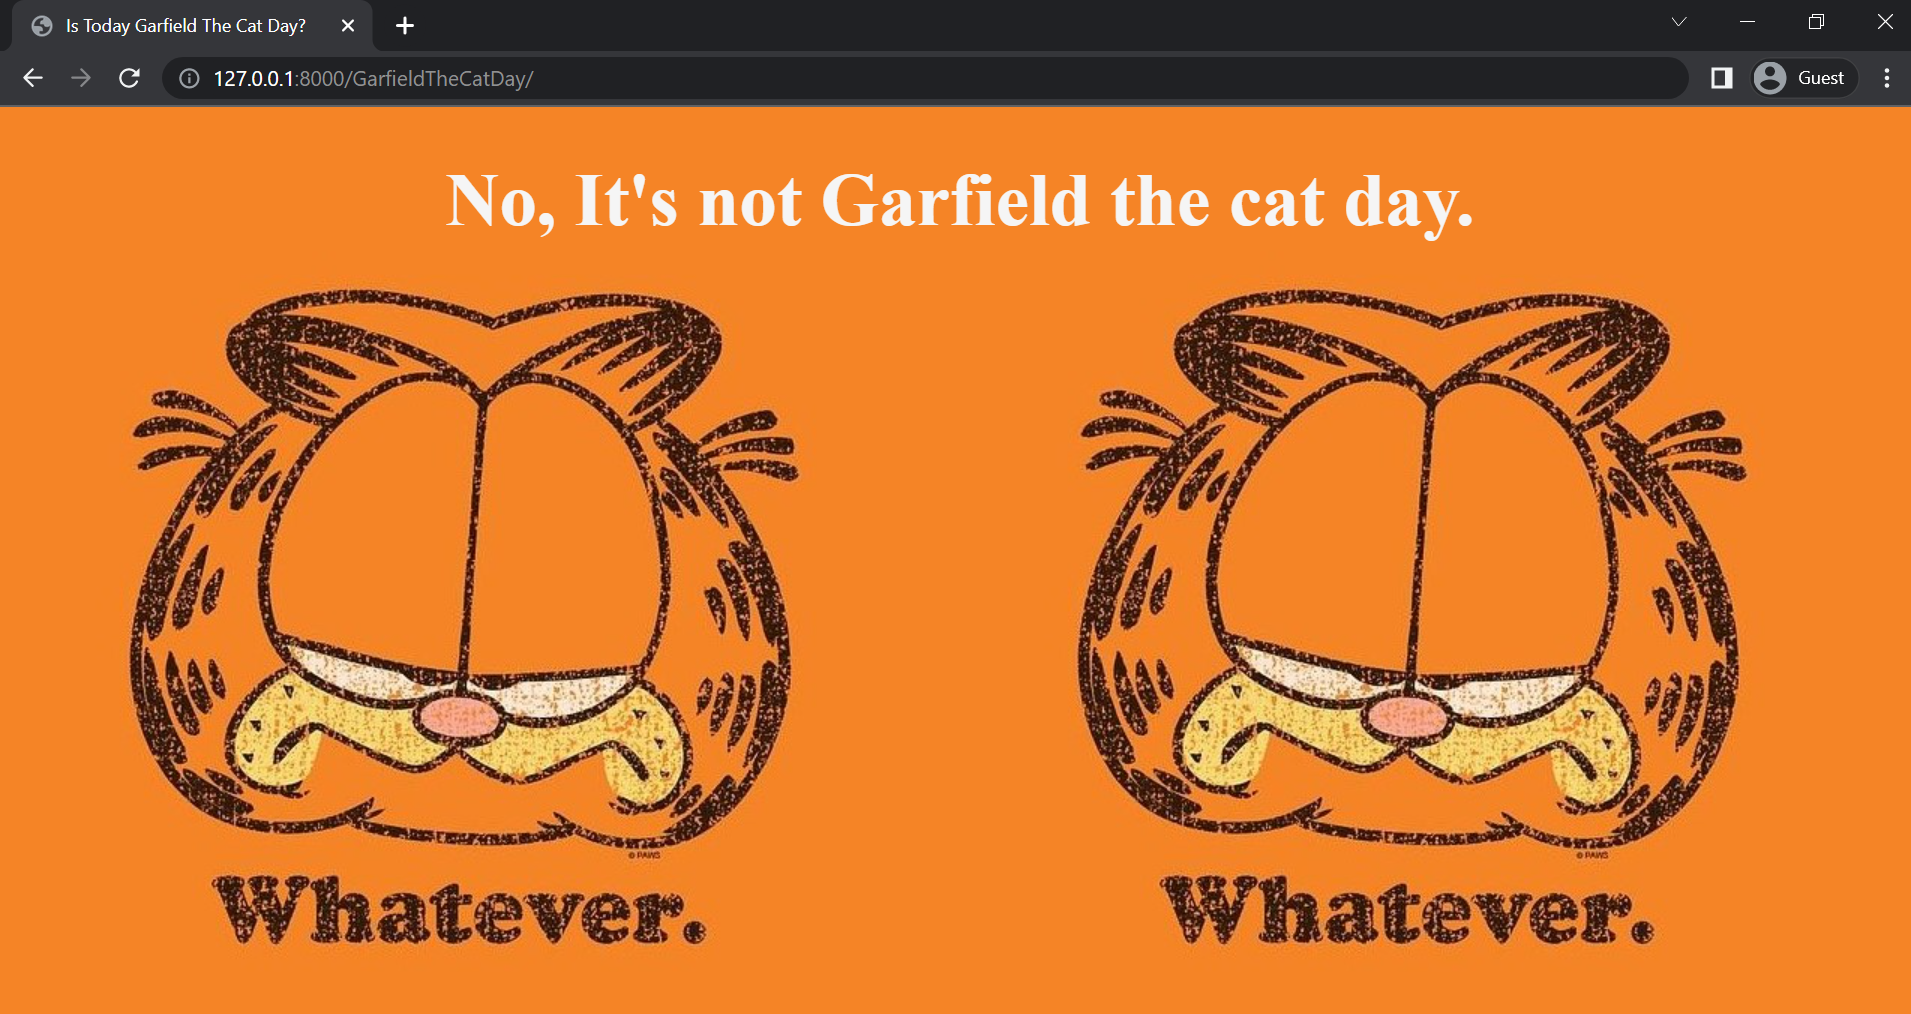 Is Today Garfield The Cat Day?
127.0.0.1:8000/GarfieldTheCatDay/
Guest
No, It's not Garfield the cat day.
© PAWS
© PAWS
Whatever.
Whatever.